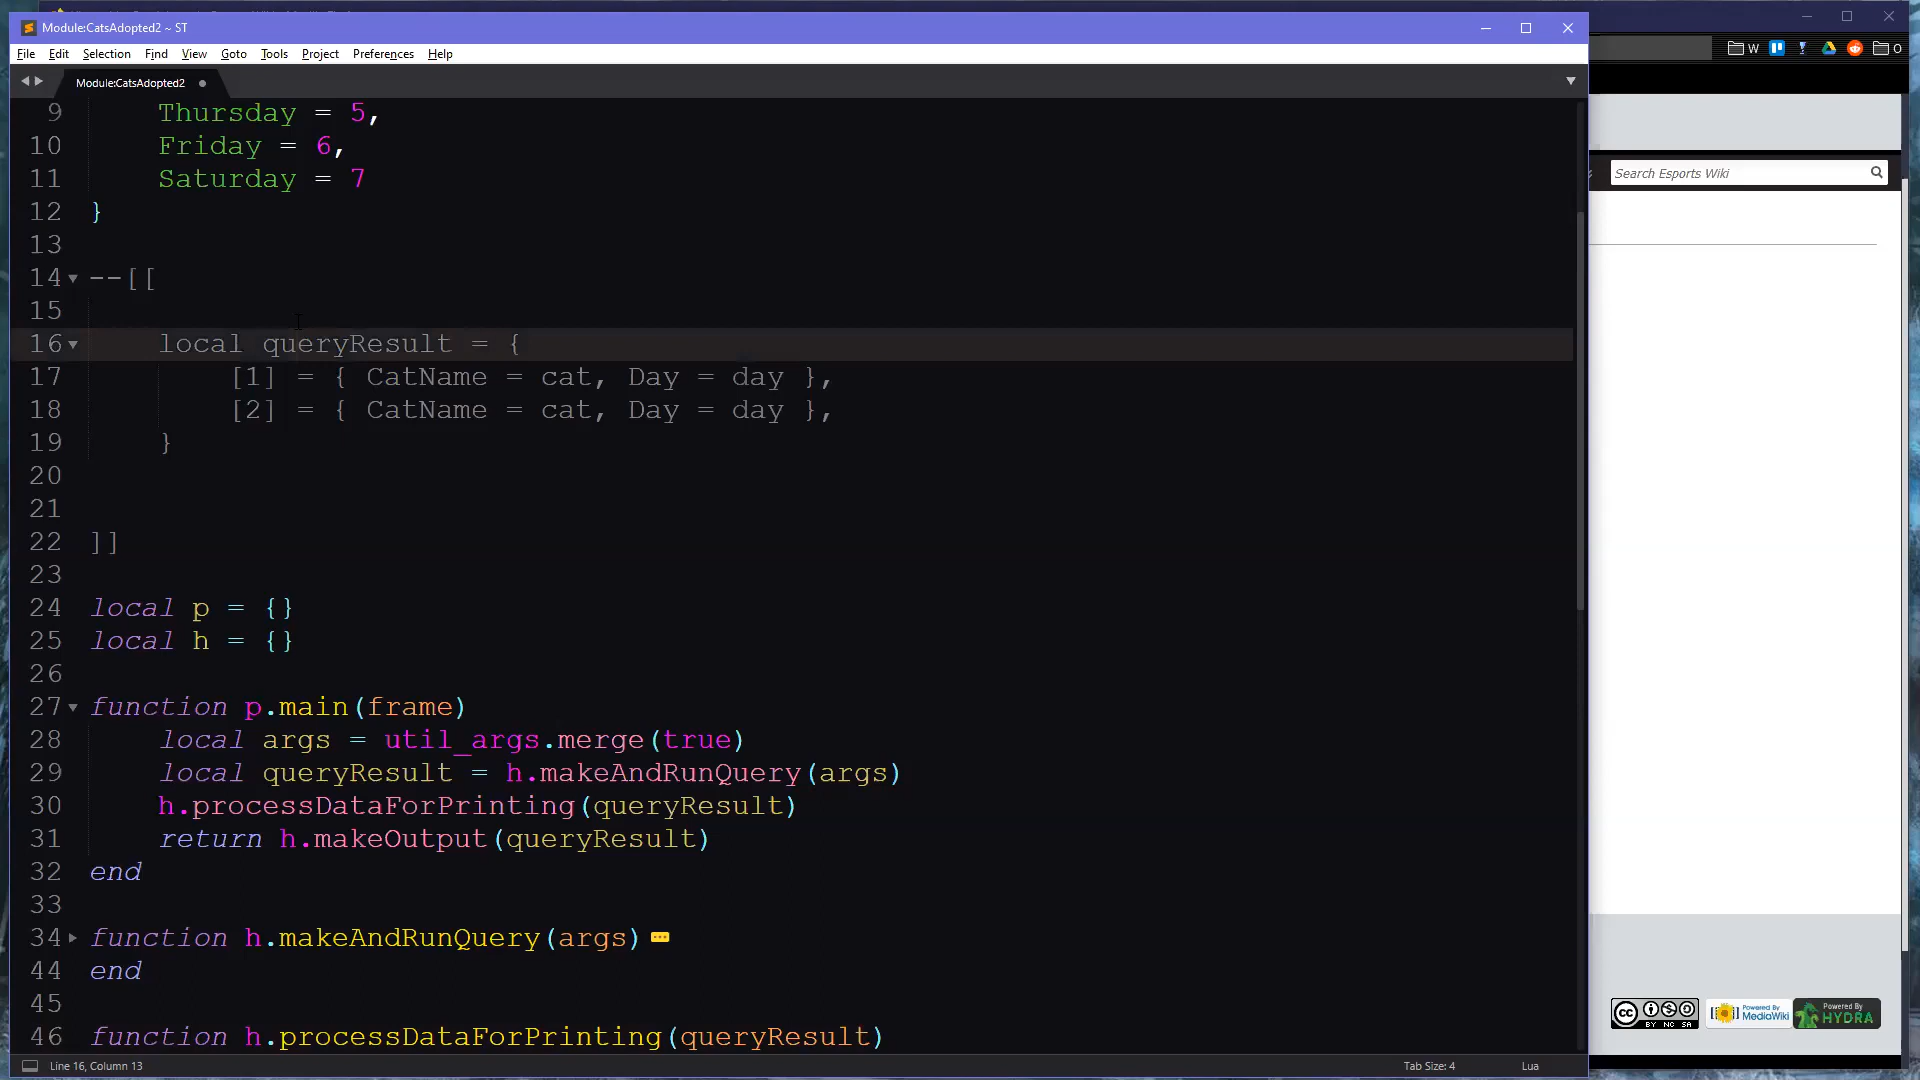 Module:CatsAdopted2 ~ ST
File Edit Selection Find View Goto Tools Project Preferences Help
W O
Module:CatsAdopted2
9 Thursday = 5,
10 Friday = 6,
11 Saturday = 7
12 }
13
14 --[[
15
16 local queryResult = {
17 [1] = { CatName = cat, Day = day },
18 [2] = { CatName = cat, Day = day },
19 }
20
21
22 ]]
23
24 local p = {}
25 local h = {}
26
27 function p.main(frame)
28 local args = util_args.merge(true)
29 local queryResult = h.makeAndRunQuery(args)
30 h.processDataForPrinting(queryResult)
31 return h.makeOutput(queryResult)
32 end
33
34 function h.makeAndRunQuery(args)
44 end
45
46 function h.processDataForPrinting(queryResult)
Search Esports Wiki
cc BY NC SA
Powered By MediaWiki
Powered By HYDRA
Line 16, Column 13
Tab Size: 4
Lua